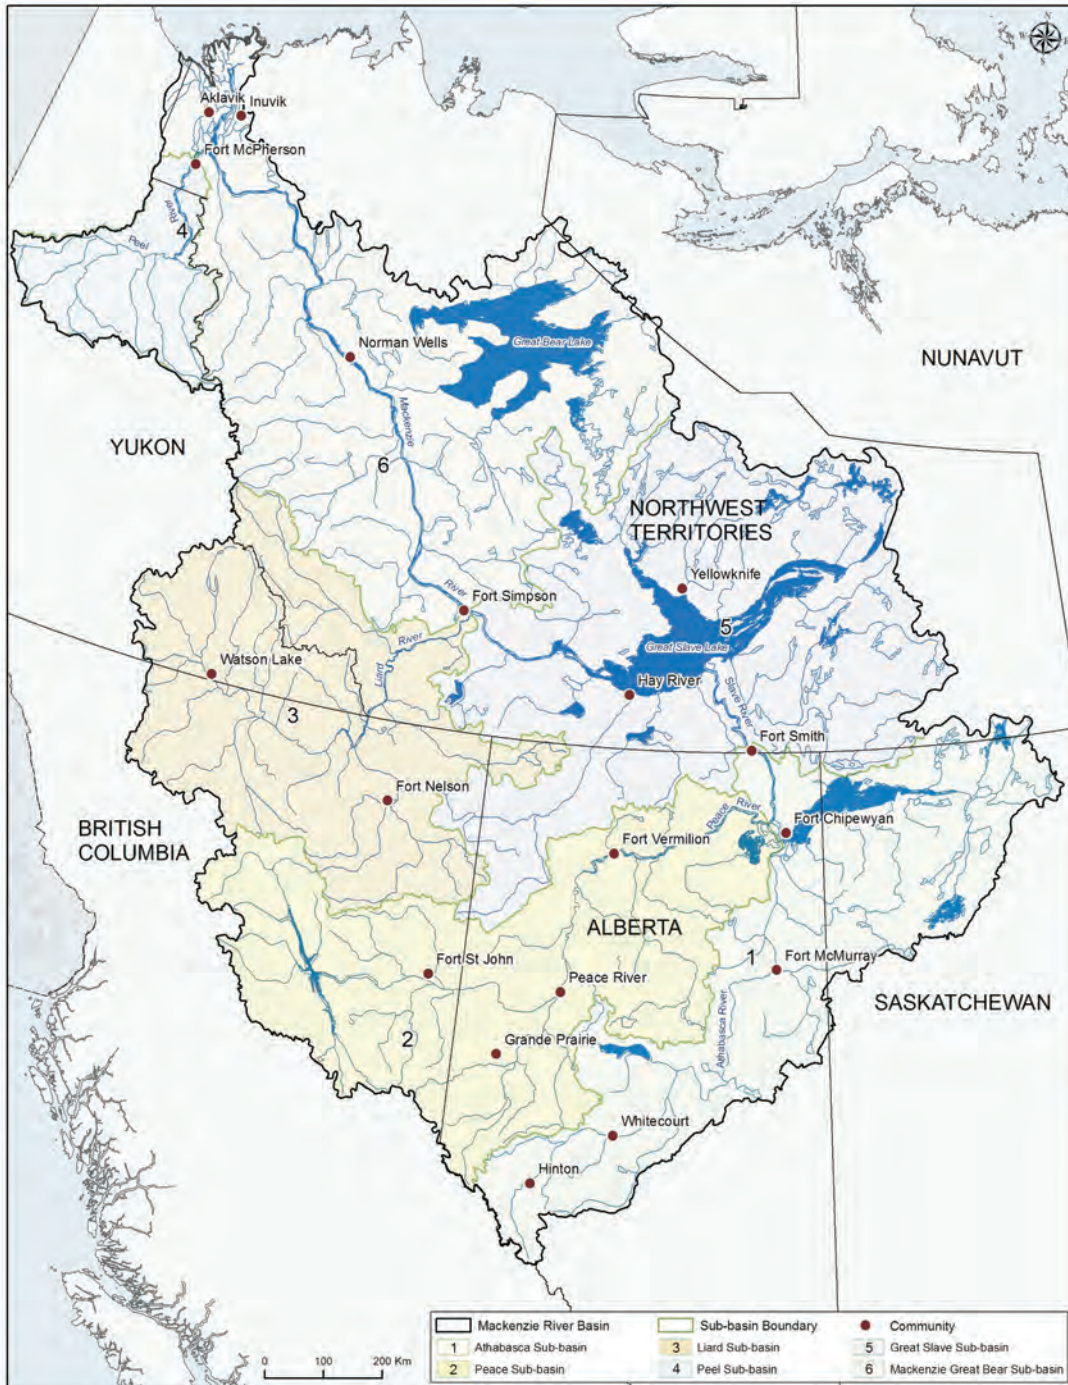 N
W
E
S
Aklavik
Inuvik
Fort McPherson
4
River
Peel
Norman Wells
Great Bear Lake
NUNAVUT
Mackenzie
YUKON
6
NORTHWEST
TERRITORIES
Yellowknife
River
Fort Simpson
5
River
Great Slave Lake
Watson Lake
Liard
Hay River
Slave River
3
Fort Smith
Fort Nelson
Peace River
BRITISH
COLUMBIA
Fort Chipewyan
Fort Vermilion
ALBERTA
Fort St John
1
Fort McMurray
Peace River
SASKATCHEWAN
Athabasca River
2
Grande Prairie
Whitecourt
Hinton
Mackenzie River Basin
Sub-basin Boundary
Community
1 Athabasca Sub-basin
3 Liard Sub-basin
5 Great Slave Sub-basin
2 Peace Sub-basin
4 Peel Sub-basin
6 Mackenzie Great Bear Sub-basin
0 100 200 Km